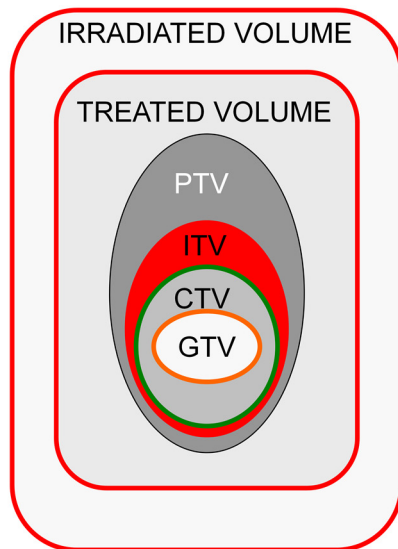 IRRADIATED VOLUME
TREATED VOLUME
PTV
ITV
CTV
GTV